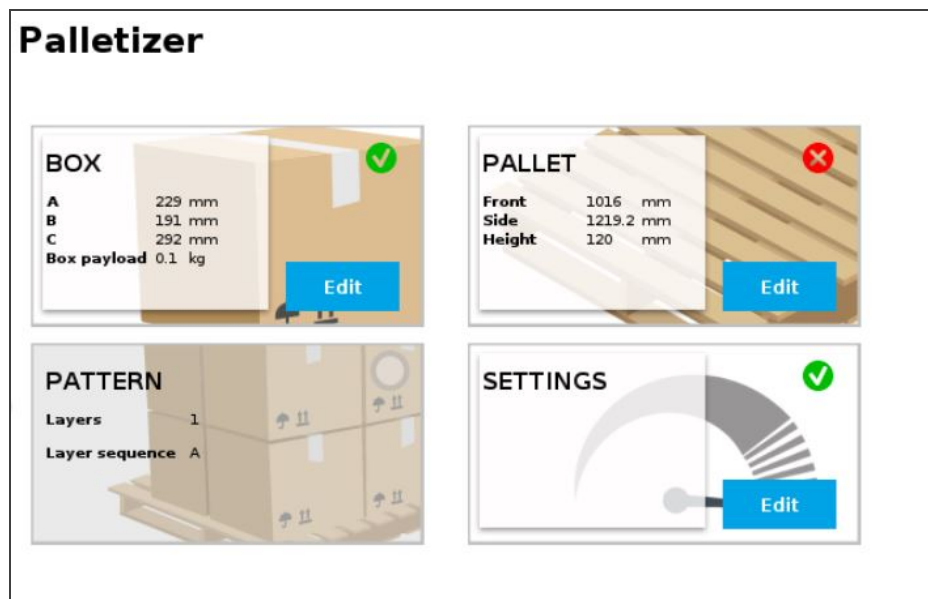 Palletizer
BOX
A 229 mm
B 191 mm
C 292 mm
Box payload 0.1 kg
Edit
PALLET
Front 1016 mm
Side 1219.2 mm
Height 120 mm
Edit
PATTERN
Layers 1
Layer sequence A
SETTINGS
Edit